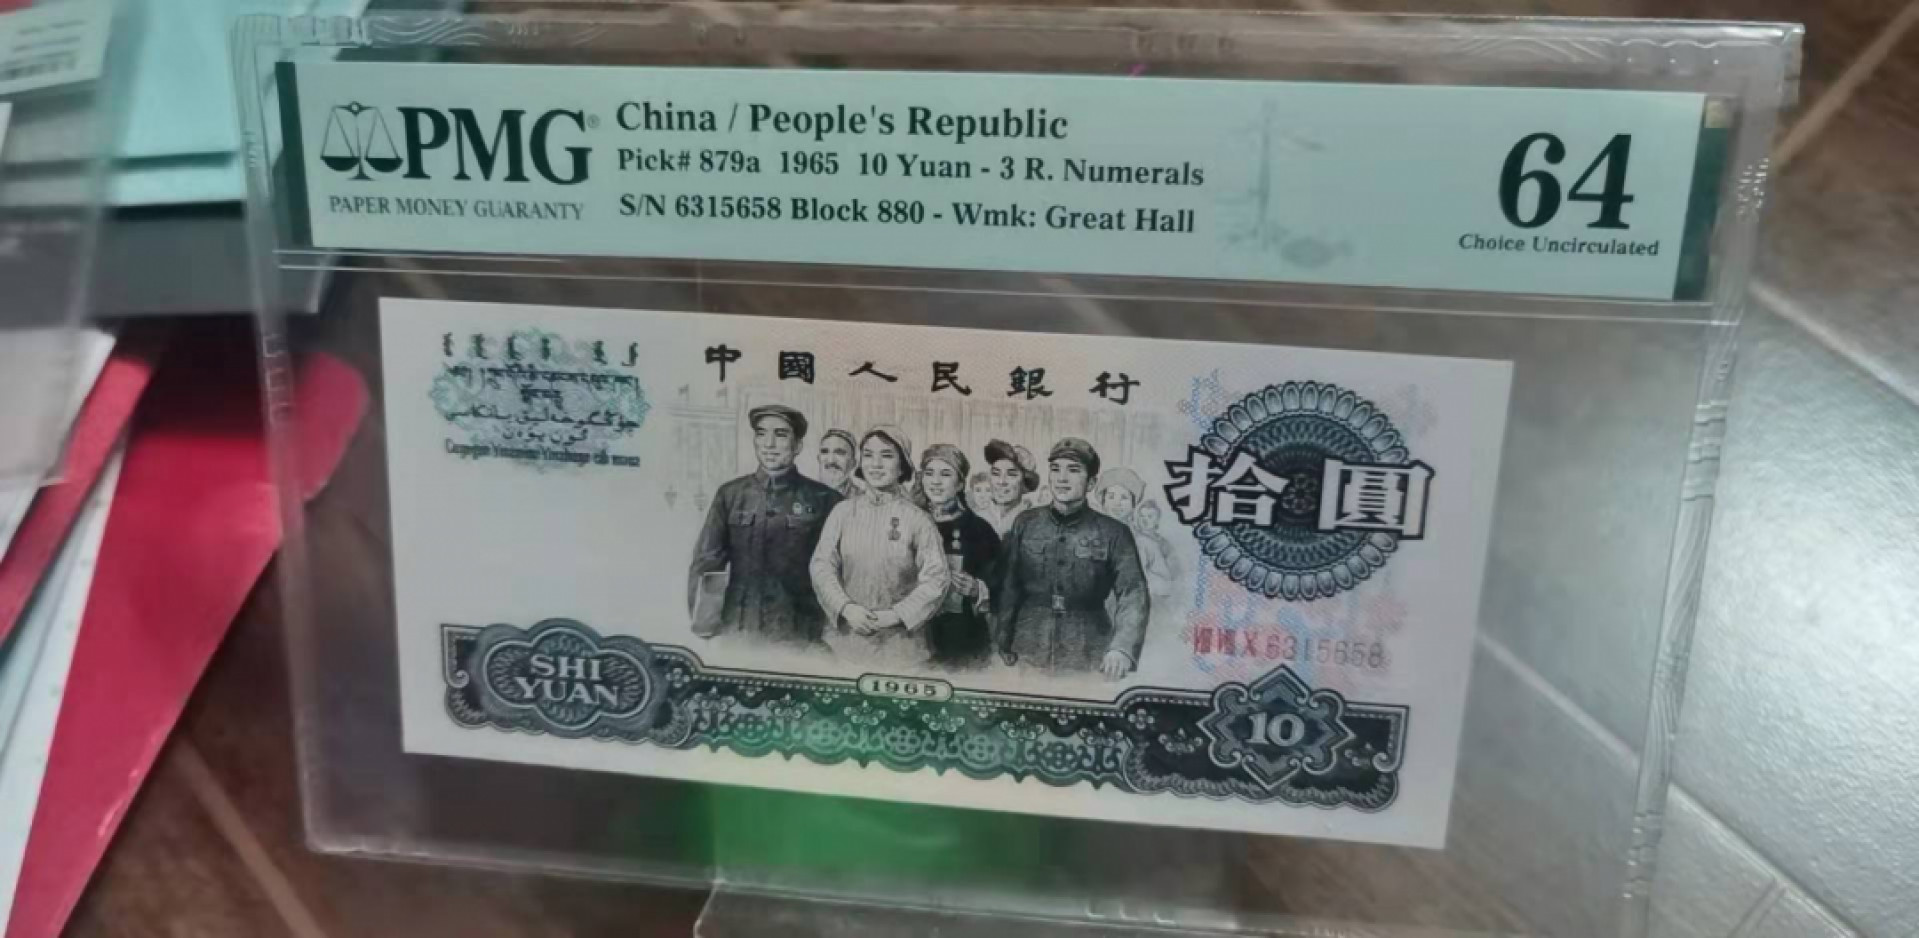 PMG®
PAPER MONEY GUARANTY
China / People's Republic
Pick# 879a 1965 10 Yuan - 3 R. Numerals
S/N 6315658 Block 880 - Wmk: Great Hall
64
Choice Uncirculated
中國人民銀行
拾圓
X 6315658
SHI
YUAN
1965
10